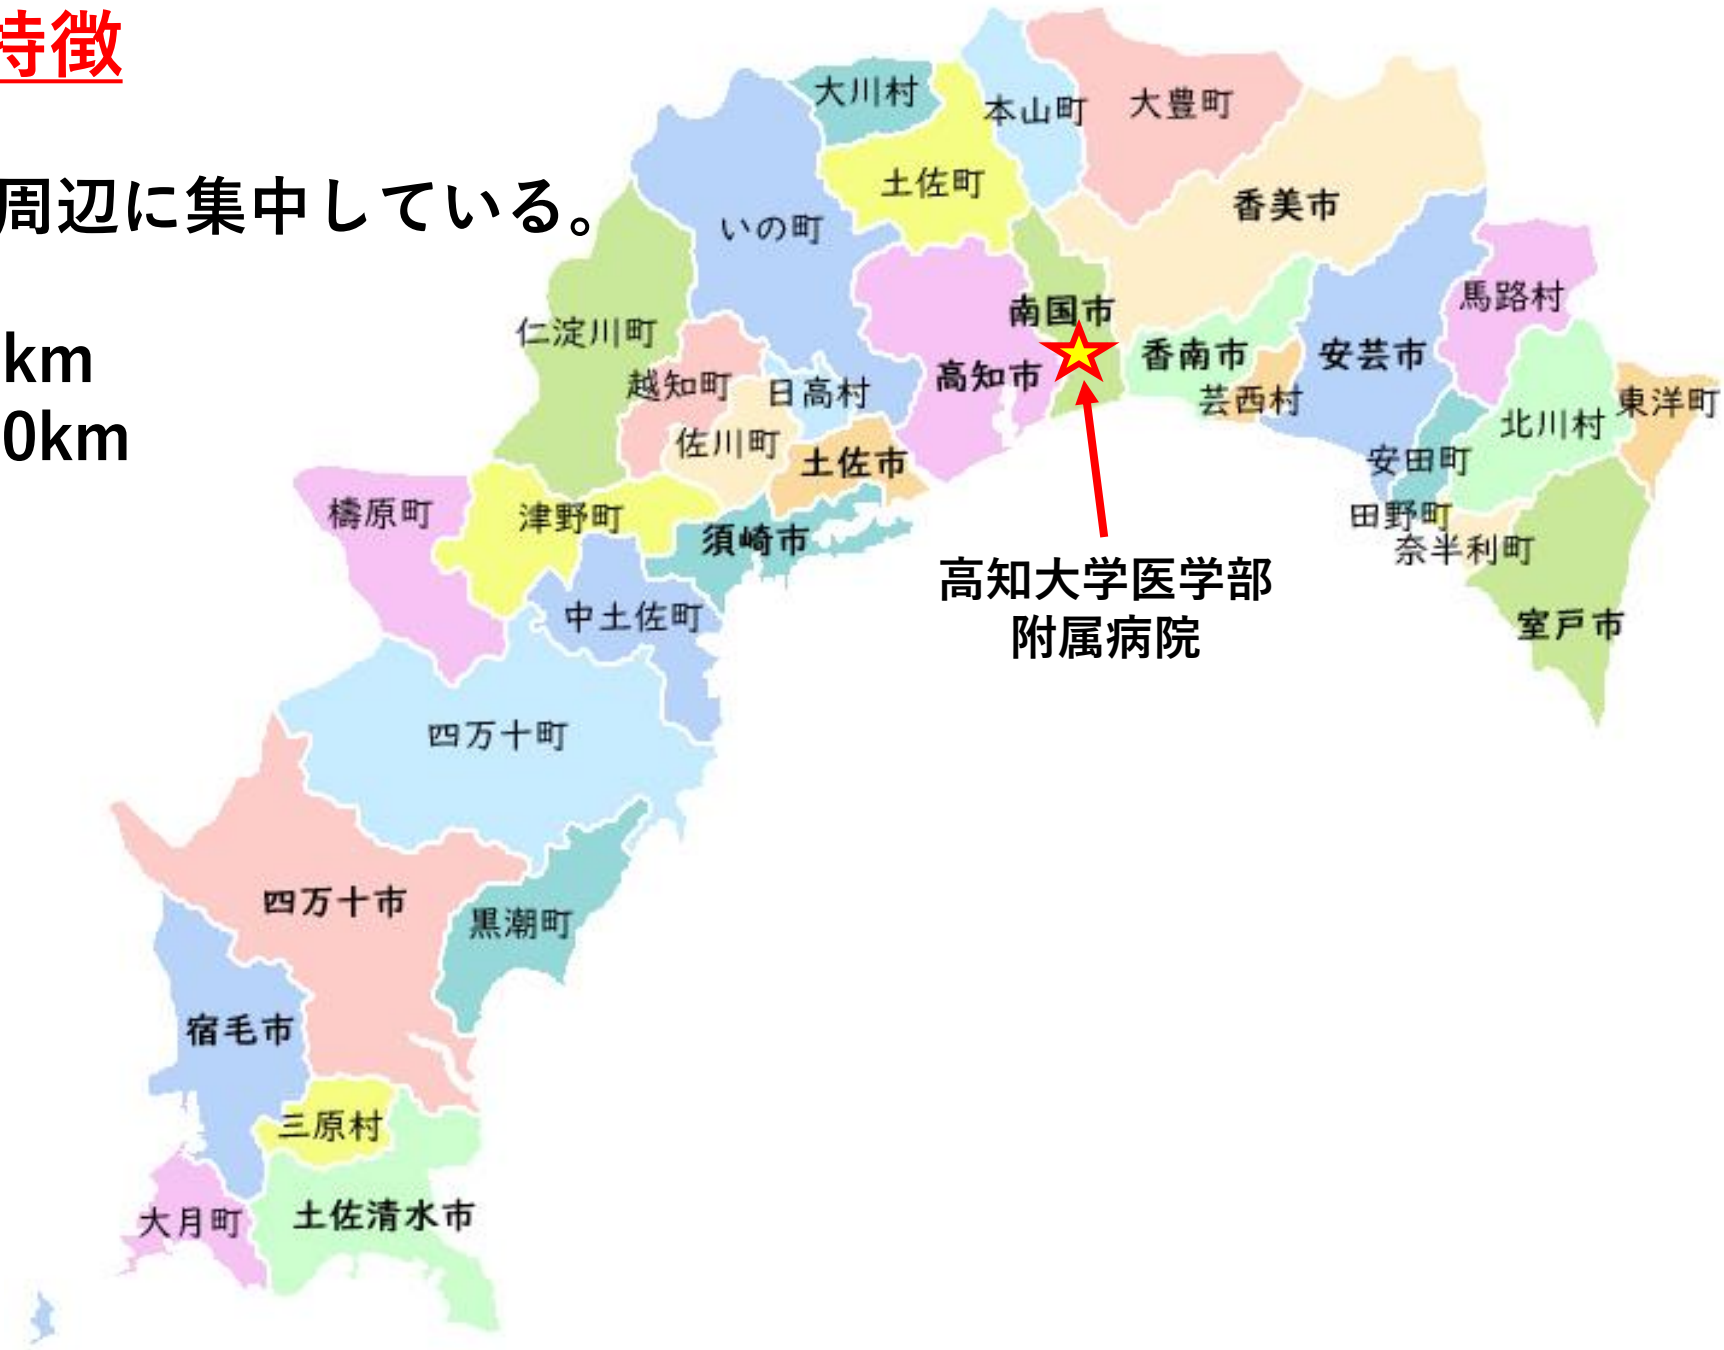 特徴
周辺に集中している。
km
0km
大川村
本山町
大豊町
土佐町
香美市
いの町
馬路村
南国市
仁淀川町
香南市
安芸市
高知市
越知町
日高村
芸西村
東洋町
北川村
佐川町
土佐市
安田町
檮原町
津野町
田野町
須崎市
奈半利町
高知大学医学部
附属病院
中土佐町
室戸市
四万十町
四万十市
黒潮町
宿毛市
三原村
大月町
土佐清水市